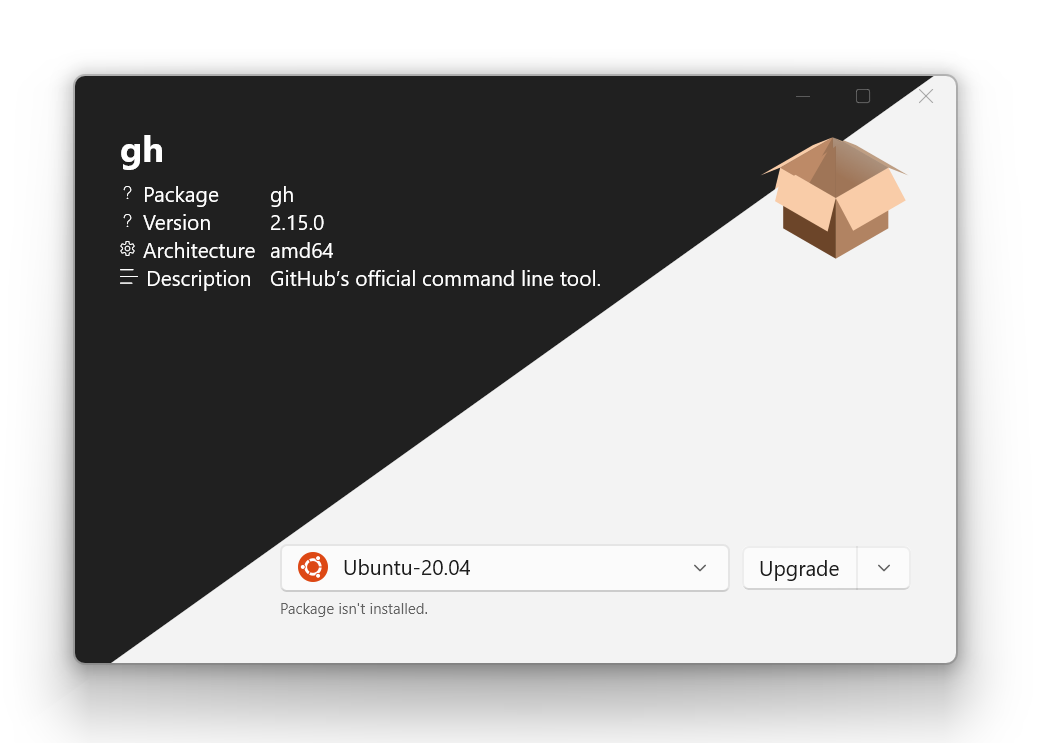 gh
? Package gh
? Version 2.15.0
Architecture amd64
Description GitHub’s official command line tool.
Ubuntu-20.04
Upgrade
Package isn't installed.